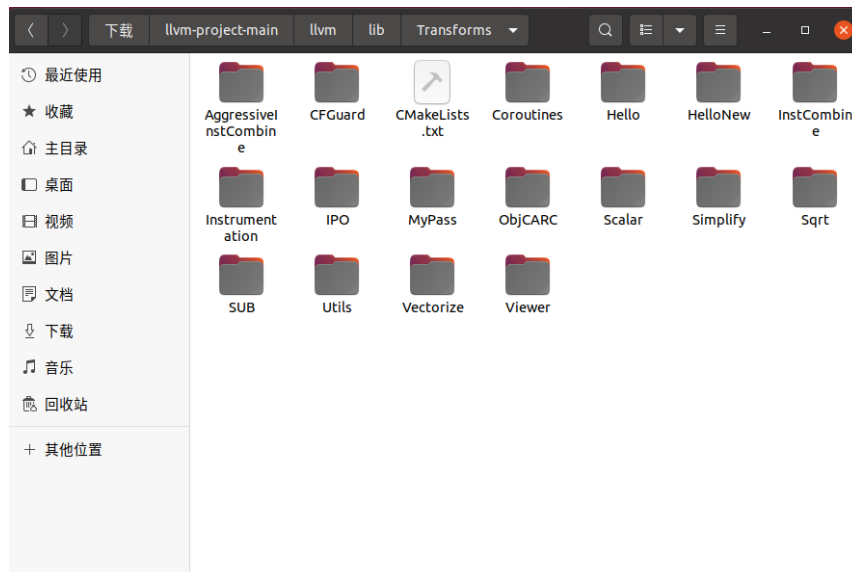 下载 llvm-project-main llvm lib Transforms
最近使用
收藏
主目录
桌面
视频
图片
文档
下载
音乐
回收站
其他位置
AggressiveI
nstCombin
e
CFGuard
CMakeLists
.txt
Coroutines
Hello
HelloNew
InstCombin
e
Instrument
ation
IPO
MyPass
ObjCARC
Scalar
Simplify
Sqrt
SUB
Utils
Vectorize
Viewer